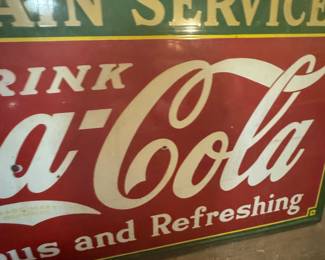 AIN SERVICE
RINK
a-Cola
ous and Refreshing